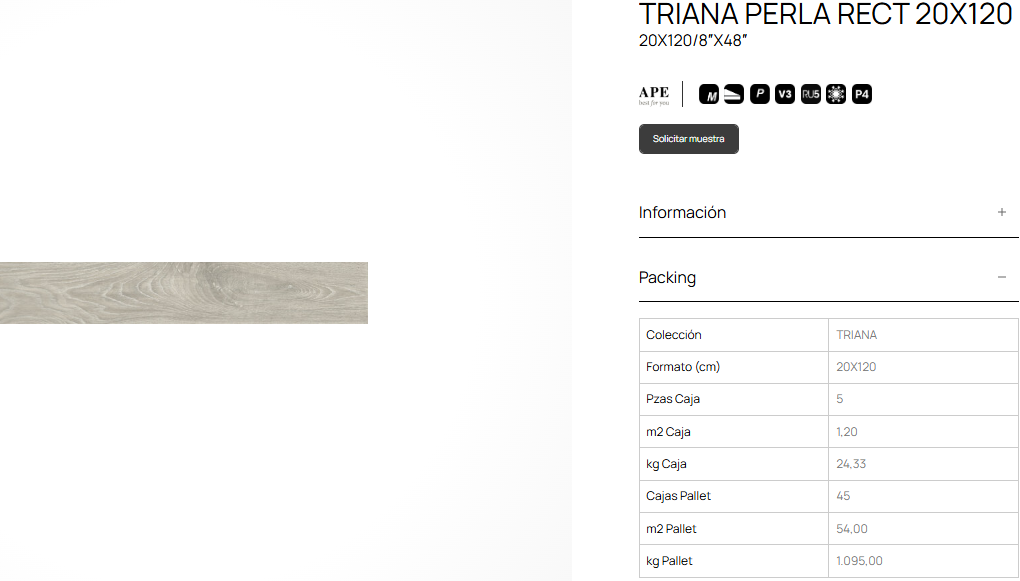 TRIANA PERLA RECT 20X120
20X120/8"X48"
APE
best for you
M
P
V3
RU5
P4
Solicitar muestra
Información +
Packing −
Colección TRIANA
Formato (cm) 20X120
Pzas Caja 5
m2 Caja 1,20
kg Caja 24,33
Cajas Pallet 45
m2 Pallet 54,00
kg Pallet 1.095,00